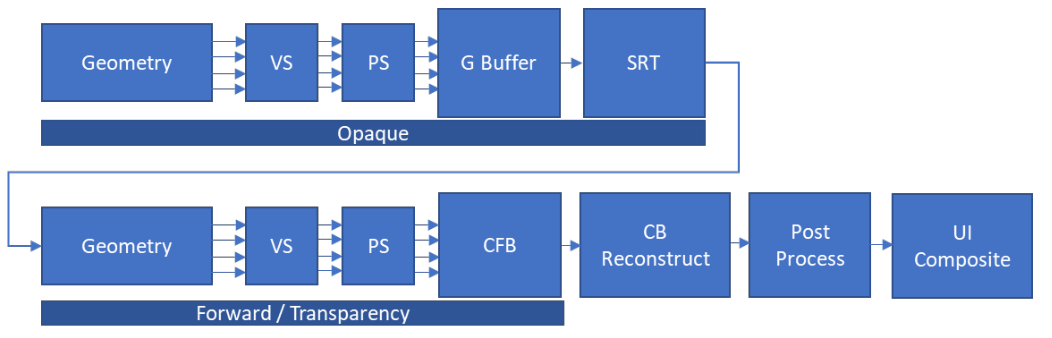 Geometry
VS
PS
G Buffer
SRT
Opaque
Geometry
VS
PS
CFB
CB
Reconstruct
Post
Process
UI
Composite
Forward / Transparency